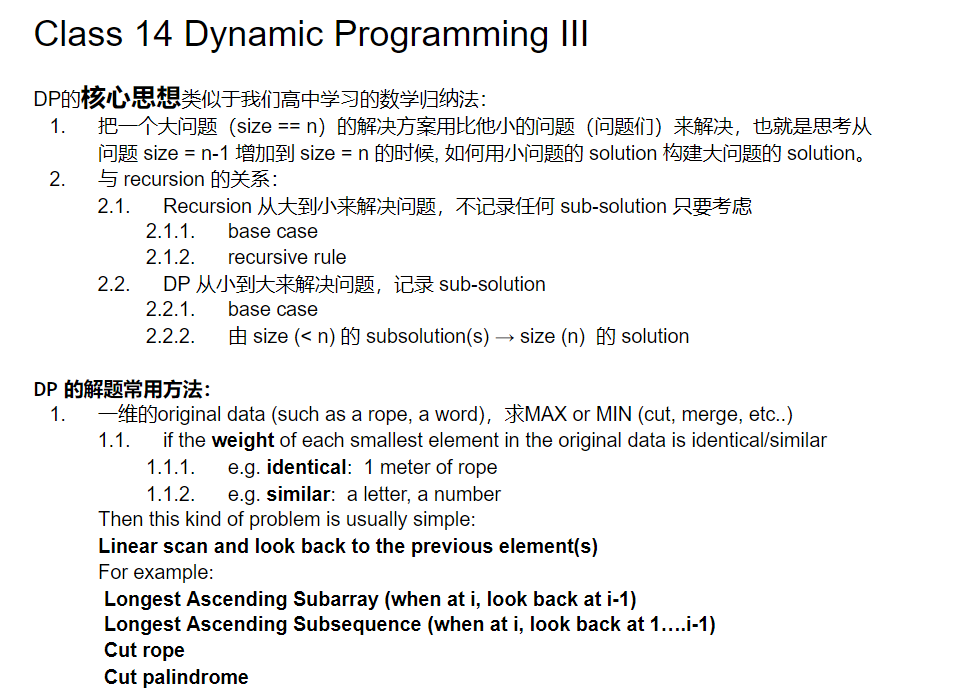 Class 14 Dynamic Programming III
DP的核心思想类似于我们高中学习的数学归纳法：
1. 把一个大问题（size == n）的解决方案用比他小的问题（问题们）来解决，也就是思考从
问题 size = n-1 增加到 size = n 的时候, 如何用小问题的 solution 构建大问题的 solution。
2. 与 recursion 的关系：
2.1. Recursion 从大到小来解决问题，不记录任何 sub-solution 只要考虑
2.1.1. base case
2.1.2. recursive rule
2.2. DP 从小到大来解决问题，记录 sub-solution
2.2.1. base case
2.2.2. 由 size (< n) 的 subsolution(s) → size (n) 的 solution
DP 的解题常用方法：
1. 一维的original data (such as a rope, a word)，求MAX or MIN (cut, merge, etc..)
1.1. if the weight of each smallest element in the original data is identical/similar
1.1.1. e.g. identical: 1 meter of rope
1.1.2. e.g. similar: a letter, a number
Then this kind of problem is usually simple:
Linear scan and look back to the previous element(s)
For example:
Longest Ascending Subarray (when at i, look back at i-1)
Longest Ascending Subsequence (when at i, look back at 1….i-1)
Cut rope
Cut palindrome